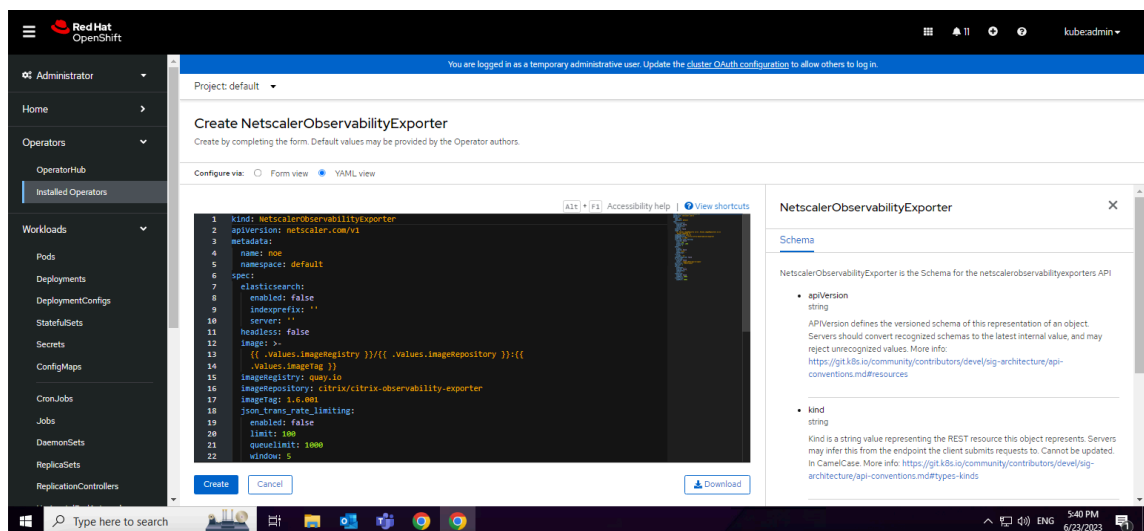 Red Hat
OpenShift
11
kube:admin
Administrator
Home
Operators
OperatorHub
Installed Operators
Workloads
Pods
Deployments
DeploymentConfigs
StatefulSets
Secrets
ConfigMaps
CronJobs
Jobs
DaemonSets
ReplicaSets
ReplicationControllers
You are logged in as a temporary administrative user. Update the cluster OAuth configuration to allow others to log in.
Project: default
Create NetscalerObservabilityExporter
Create by completing the form. Default values may be provided by the Operator authors.
Configure via: Form view YAML view
Alt + F1 Accessibility help | View shortcuts
1 kind: NetscalerObservabilityExporter
2 apiVersion: netscaler.com/v1
3 metadata:
4 name: noe
5 namespace: default
6 spec:
7 elasticsearch:
8 enabled: false
9 indexprefix: ''
10 server: ''
11 headless: false
12 image: >-
13 {{ .Values.imageRegistry }}/{{ .Values.imageRepository }}:{{
14 .Values.imageTag }}
15 imageRegistry: quay.io
16 imageRepository: citrix/citrix-observability-exporter
17 imageTag: 1.6.001
18 json_trans_rate_limiting:
19 enabled: false
20 limit: 100
21 queuelimit: 1000
22 window: 5
Create Cancel Download
NetscalerObservabilityExporter
Schema
NetscalerObservabilityExporter is the Schema for the netscalerobservabilityexporters API
• apiVersion
string
APIVersion defines the versioned schema of this representation of an object.
Servers should convert recognized schemas to the latest internal value, and may
reject unrecognized values. More info:
https://git.k8s.io/community/contributors/devel/sig-architecture/api-
conventions.md#resources
• kind
string
Kind is a string value representing the REST resource this object represents. Servers
may infer this from the endpoint the client submits requests to. Cannot be updated.
In CamelCase. More info: https://git.k8s.io/community/contributors/devel/sig-
architecture/api-conventions.md#types-kinds
Type here to search
ENG
5:40 PM
6/23/2023